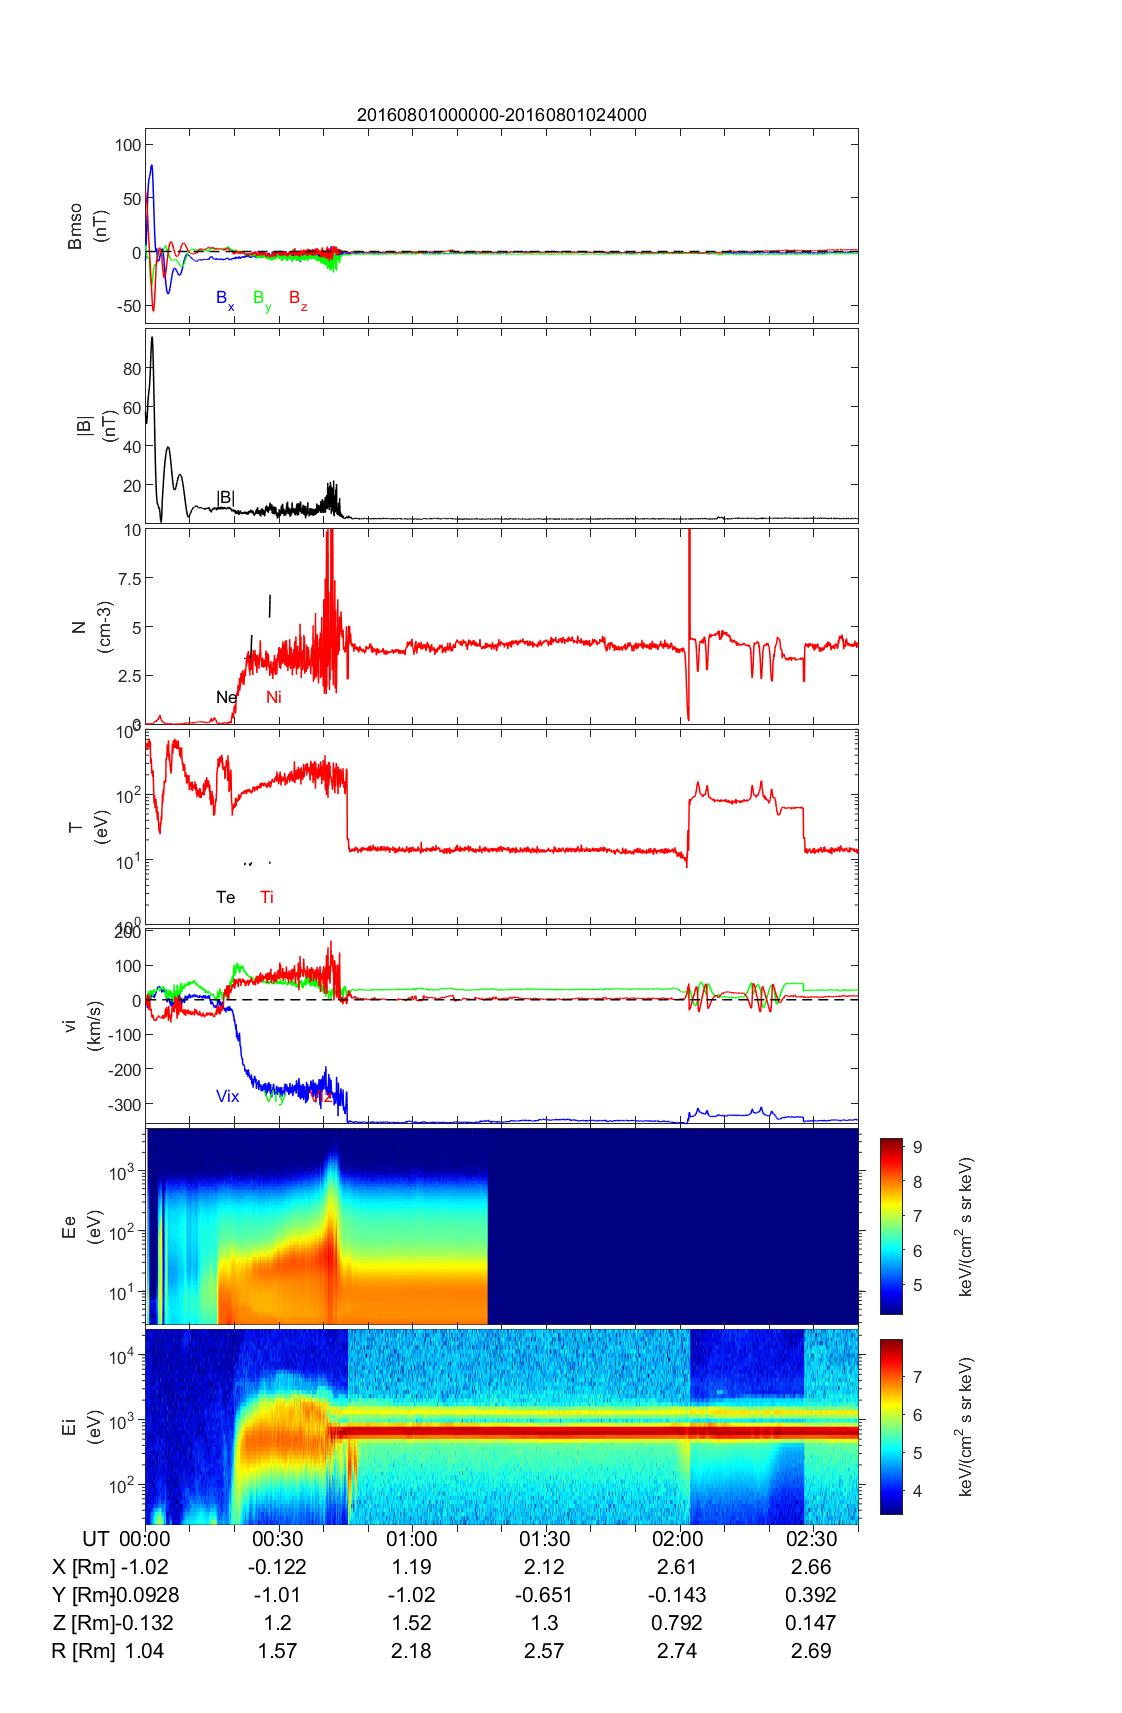 20160801000000-20160801024000
100
50
0
-50
Bmso
(nT)
Bx By Bz
80
60
40
20
|B|
(nT)
|B|
10
7.5
5
2.5
0
N
(cm-3)
Ne Ni
10^2
10^1
10^0
T
(eV)
Te Ti
200
100
0
-100
-200
-300
vi
(km/s)
Vix Viy Viz
10^3
10^2
10^1
Ee
(eV)
9
8
7
6
5
keV/(cm^2 s sr keV)
10^4
10^3
10^2
Ei
(eV)
7
6
5
4
keV/(cm^2 s sr keV)
UT 00:00 00:30 01:00 01:30 02:00 02:30
X [Rm] -1.02 -0.122 1.19 2.12 2.61 2.66
Y [Rm] -0.0928 -1.01 -1.02 -0.651 -0.143 0.392
Z [Rm] -0.132 1.2 1.52 1.3 0.792 0.147
R [Rm] 1.04 1.57 2.18 2.57 2.74 2.69